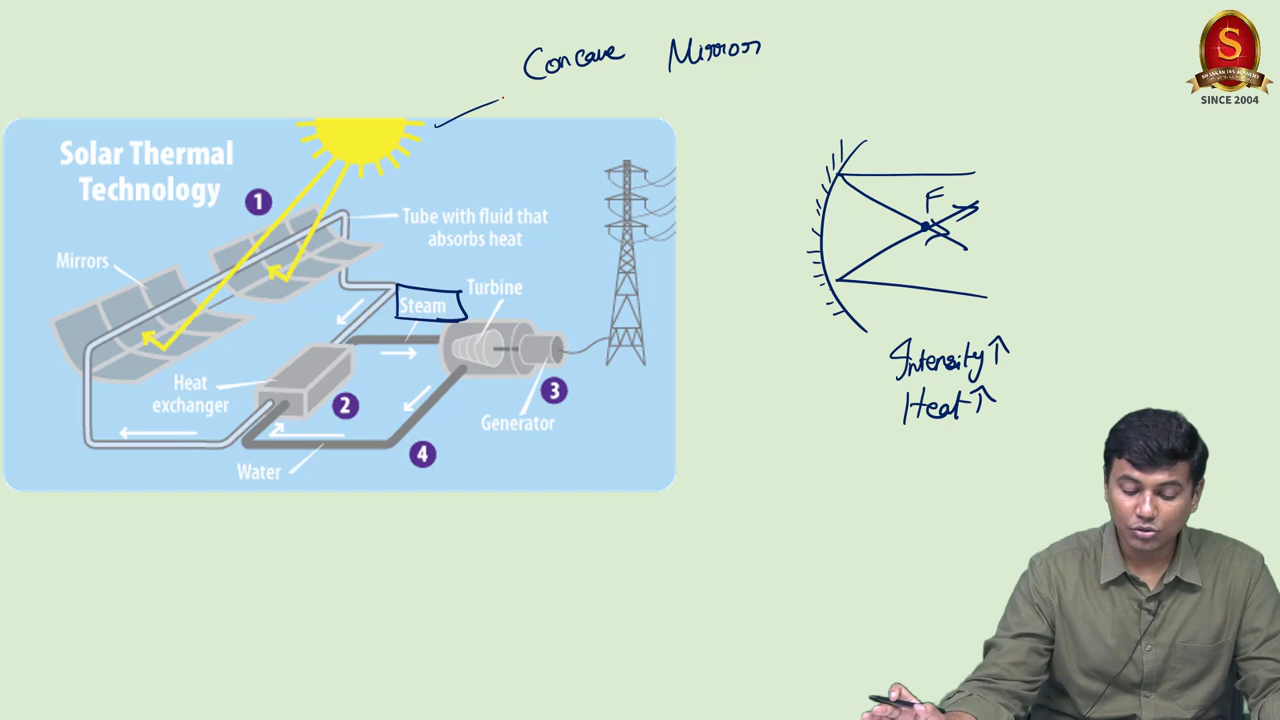 Concave Mirror
S
SINCE 2004
Solar Thermal
Technology
1
Tube with fluid that
absorbs heat
Mirrors
Steam
Turbine
F
Heat
exchanger
2
3
Generator
4
Water
Intensity ↑
Heat ↑